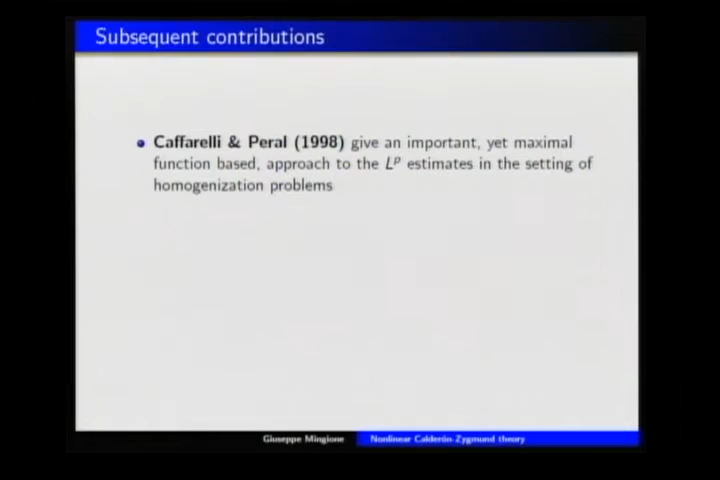 Subsequent contributions
Caffarelli & Peral (1998) give an important, yet maximal
function based, approach to the Lᵖ estimates in the setting of
homogenization problems
Giuseppe Mingione Nonlinear Calderón-Zygmund theory